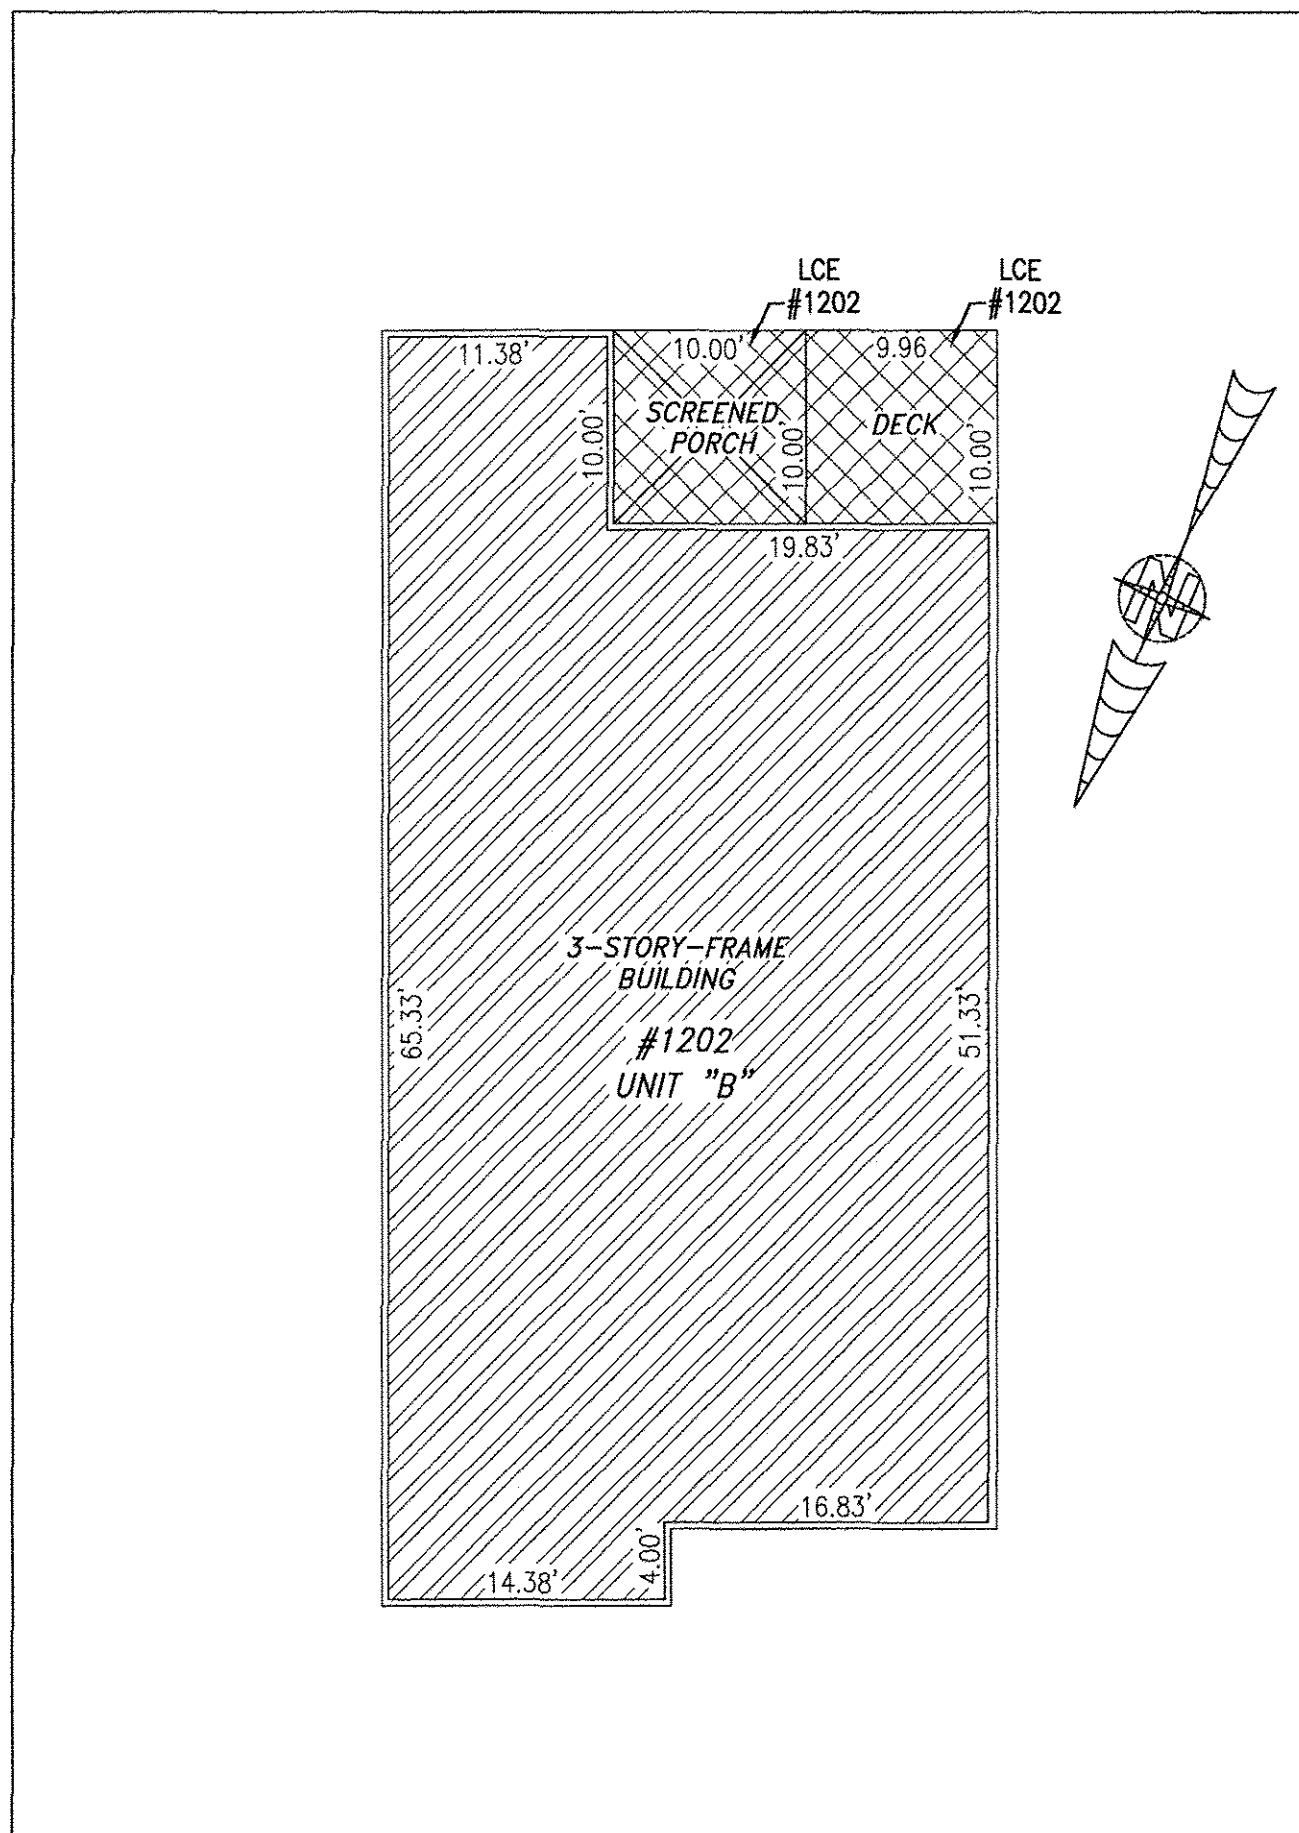 LCE
#1202
LCE
#1202
11.38'
10.00'
9.96
SCREENED
PORCH
DECK
10.00'
10.00'
10.00'
19.83'
N
3-STORY-FRAME
BUILDING
#1202
UNIT "B"
65.33'
51.33'
16.83'
4.00'
14.38'